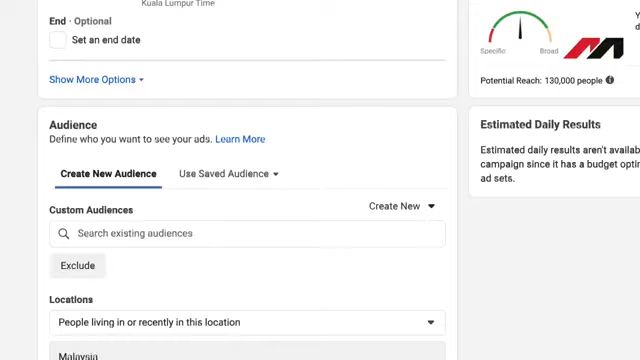 Kuala Lumpur Time
End · Optional
Set an end date
Show More Options
Audience
Define who you want to see your ads. Learn More
Create New Audience
Use Saved Audience
Custom Audiences
Create New
Search existing audiences
Exclude
Locations
People living in or recently in this location
Malaysia
Specific
Broad
Potential Reach: 130,000 people
Estimated Daily Results
Estimated daily results aren't availab
campaign since it has a budget opti
ad sets.